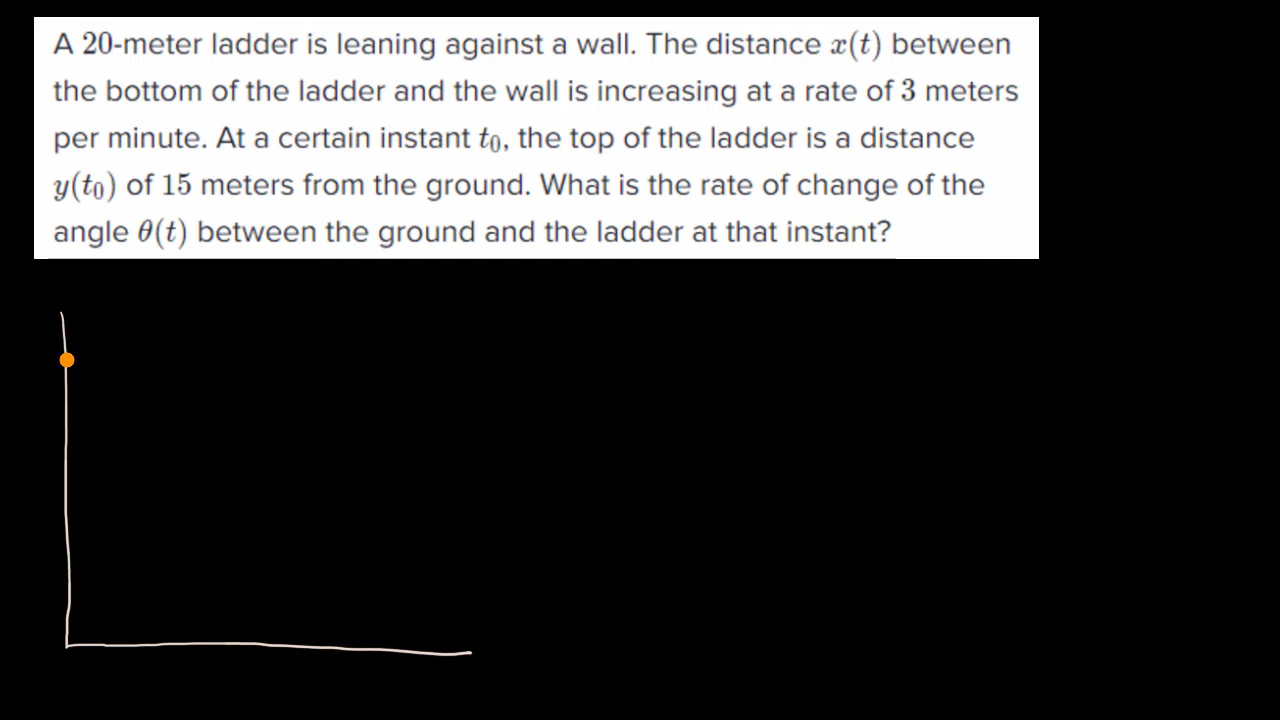 A 20-meter ladder is leaning against a wall. The distance x(t) between
the bottom of the ladder and the wall is increasing at a rate of 3 meters
per minute. At a certain instant t₀, the top of the ladder is a distance
y(t₀) of 15 meters from the ground. What is the rate of change of the
angle θ(t) between the ground and the ladder at that instant?